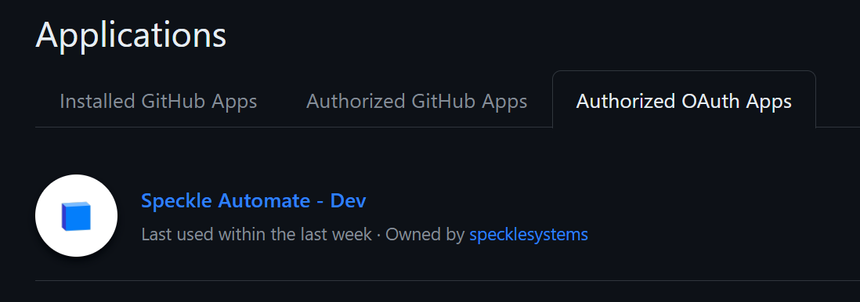 Applications
Installed GitHub Apps Authorized GitHub Apps Authorized OAuth Apps
Speckle Automate - Dev
Last used within the last week · Owned by specklesystems